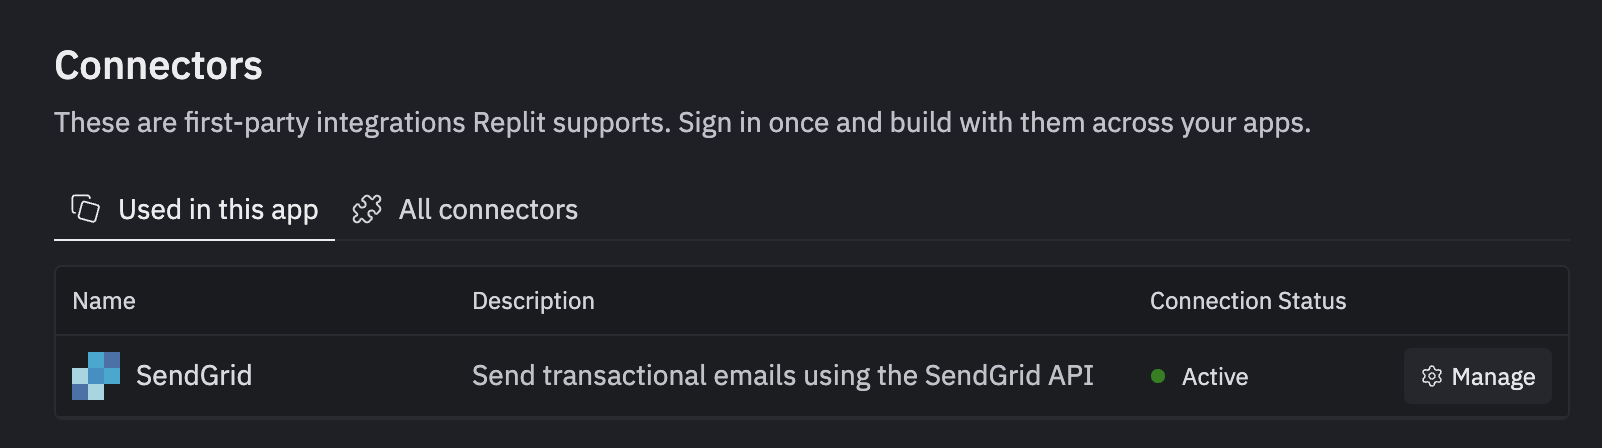 Connectors
These are first-party integrations Replit supports. Sign in once and build with them across your apps.
Used in this app All connectors
Name Description Connection Status
SendGrid Send transactional emails using the SendGrid API Active Manage